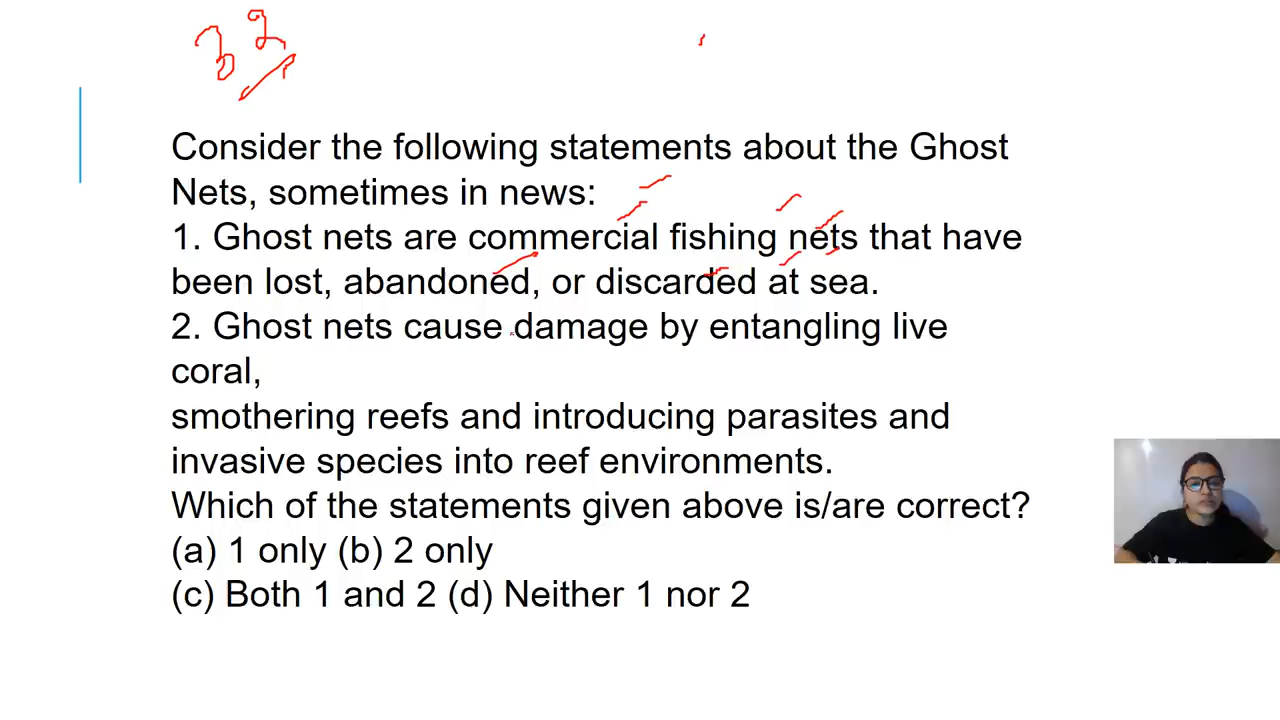 Consider the following statements about the Ghost
Nets, sometimes in news:
1. Ghost nets are commercial fishing nets that have
been lost, abandoned, or discarded at sea.
2. Ghost nets cause damage by entangling live
coral,
smothering reefs and introducing parasites and
invasive species into reef environments.
Which of the statements given above is/are correct?
(a) 1 only (b) 2 only
(c) Both 1 and 2 (d) Neither 1 nor 2